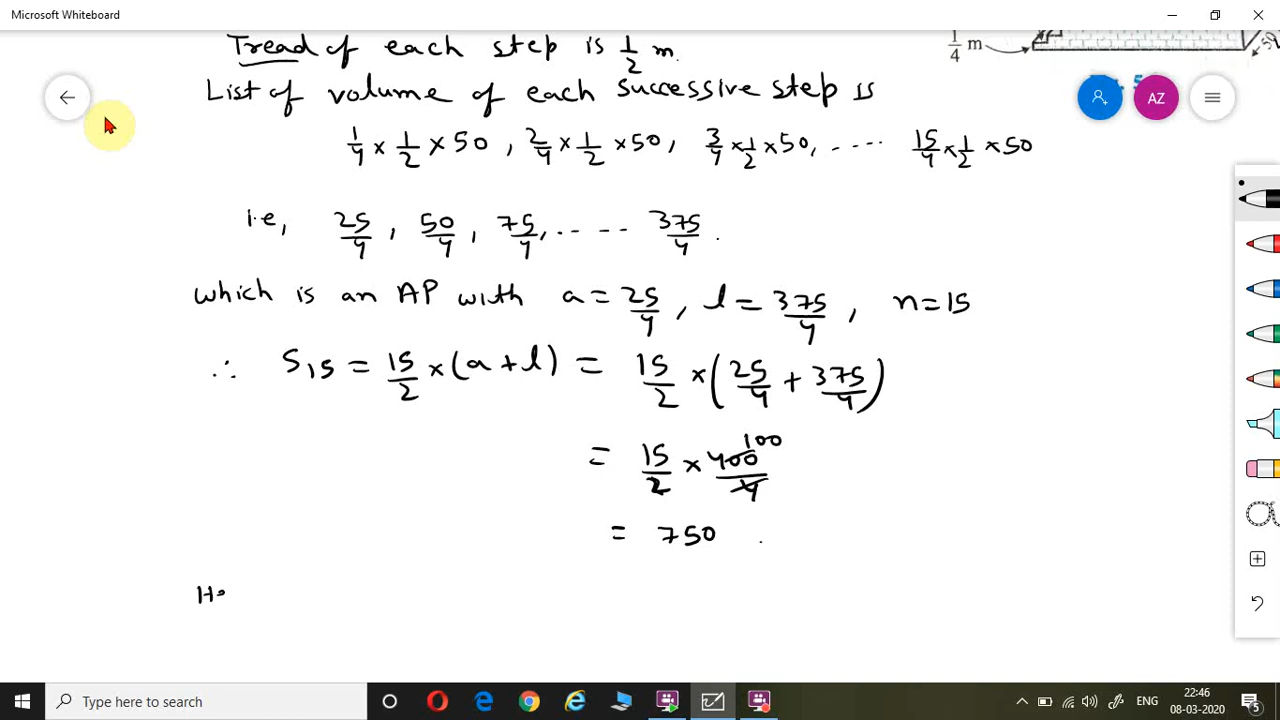 Microsoft Whiteboard
Tread of each step is 1/2 m.
1/4 m
50
List of volume of each successive step is
AZ
1/4 × 1/2 × 50, 2/4 × 1/2 × 50, 3/4 × 1/2 × 50, ..... 15/4 × 1/2 × 50
i.e, 25/4, 50/4, 75/4, ..... 375/4.
which is an AP with a = 25/4, l = 375/4, n = 15
∴ S15 = 15/2 × (a + l) = 15/2 × (25/4 + 375/4)
= 15/2 × 400/4 100
= 750
Type here to search
ENG
22:46
08-03-2020
5